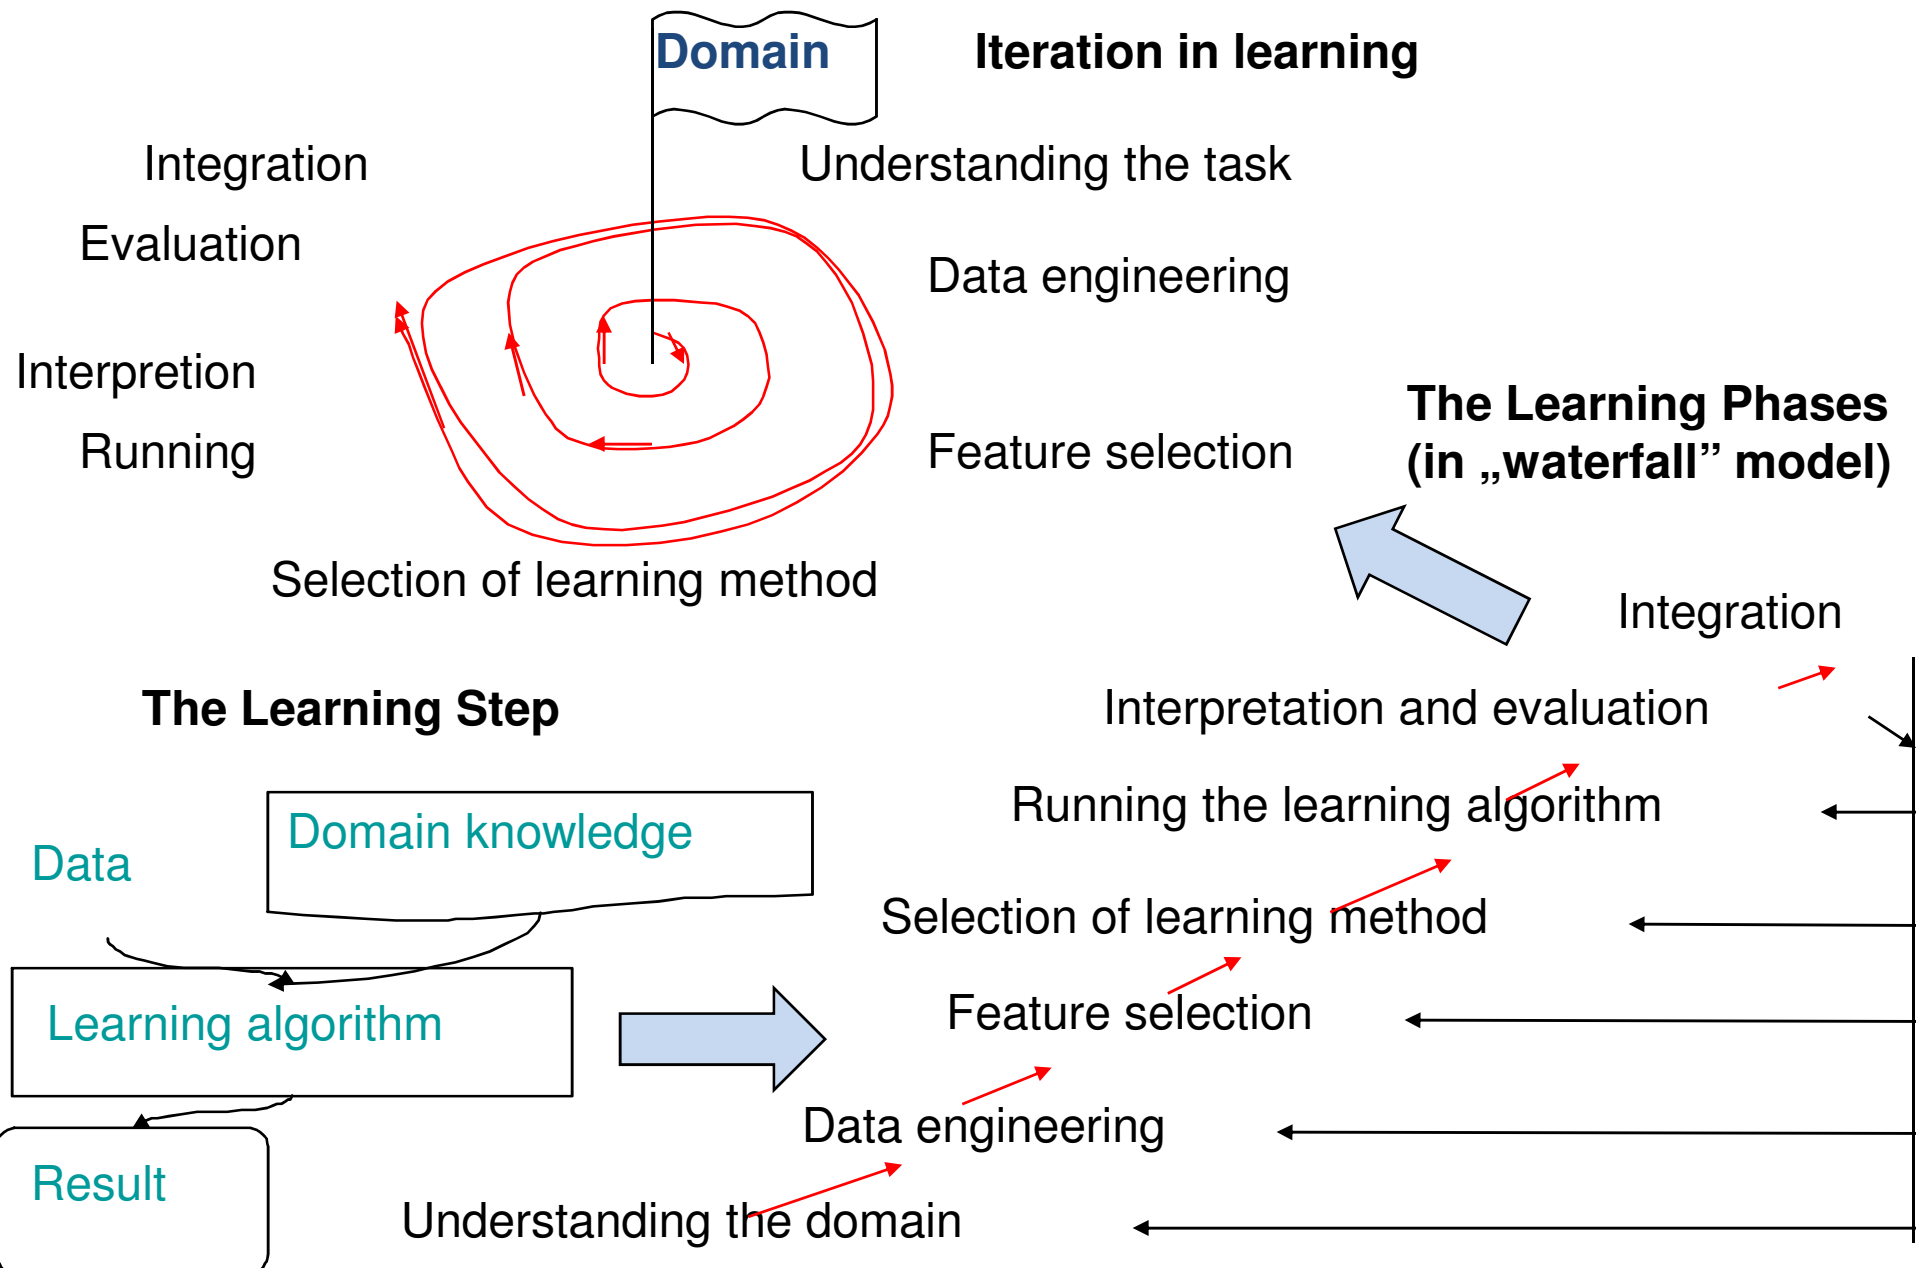 Domain
Iteration in learning
Integration
Understanding the task
Evaluation
Data engineering
Interpretion
Running
Feature selection
Selection of learning method
The Learning Phases
(in „waterfall” model)
Integration
Interpretation and evaluation
Running the learning algorithm
Selection of learning method
Feature selection
Data engineering
Understanding the domain
The Learning Step
Domain knowledge
Data
Learning algorithm
Result